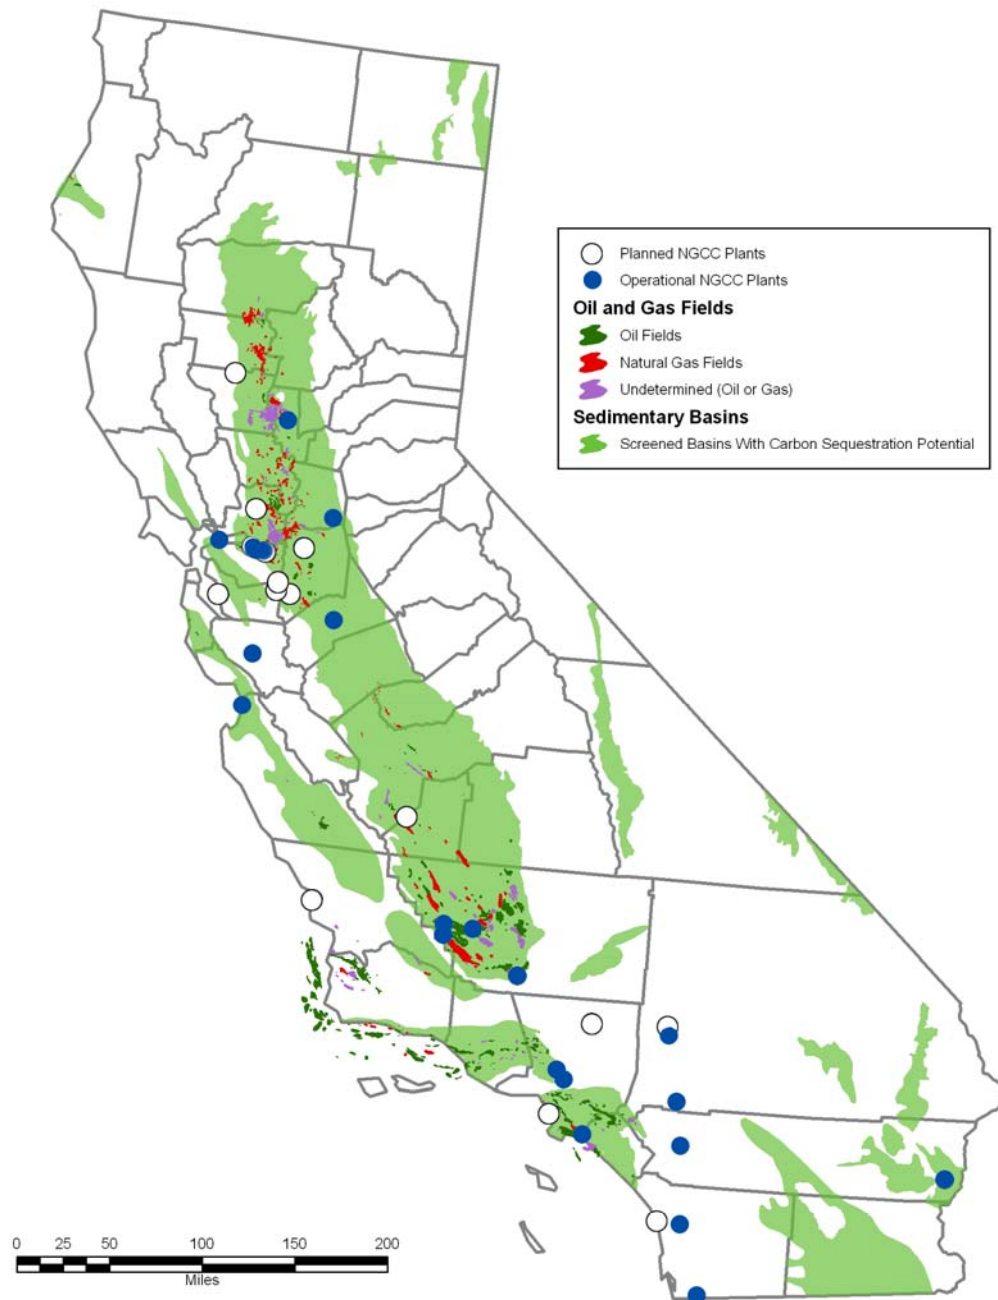 Planned NGCC Plants
Operational NGCC Plants
Oil and Gas Fields
Oil Fields
Natural Gas Fields
Undetermined (Oil or Gas)
Sedimentary Basins
Screened Basins With Carbon Sequestration Potential
0 25 50 100 150 200
Miles